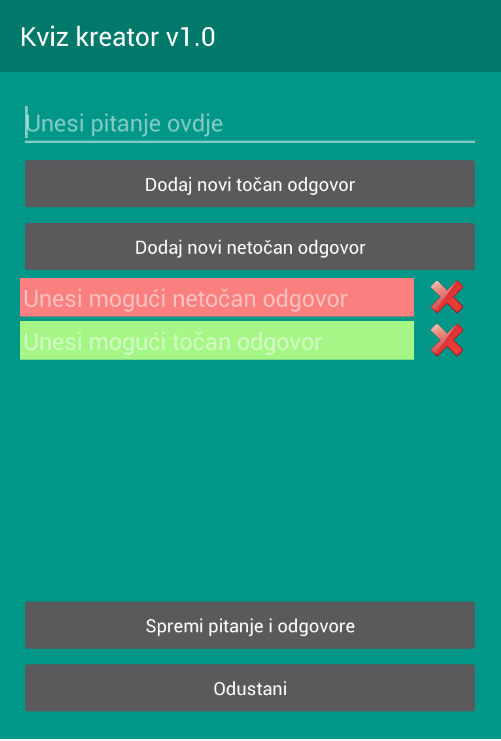 Kviz kreator v1.0
Unesi pitanje ovdje
Dodaj novi točan odgovor
Dodaj novi netočan odgovor
Unesi mogući netočan odgovor
Unesi mogući točan odgovor
Spremi pitanje i odgovore
Odustani